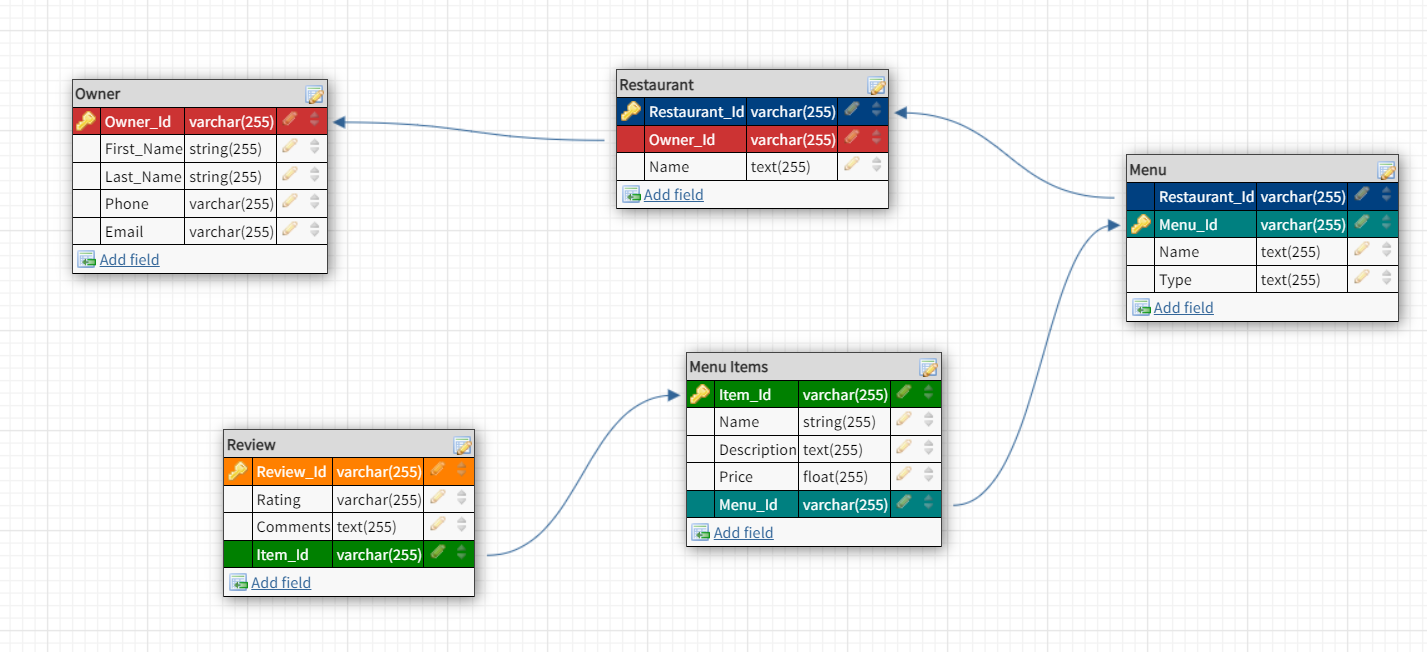 Owner
Owner_Id varchar(255)
First_Name string(255)
Last_Name string(255)
Phone varchar(255)
Email varchar(255)
Add field
Restaurant
Restaurant_Id varchar(255)
Owner_Id varchar(255)
Name text(255)
Add field
Menu
Restaurant_Id varchar(255)
Menu_Id varchar(255)
Name text(255)
Type text(255)
Add field
Menu Items
Item_Id varchar(255)
Name string(255)
Description text(255)
Price float(255)
Menu_Id varchar(255)
Add field
Review
Review_Id varchar(255)
Rating varchar(255)
Comments text(255)
Item_Id varchar(255)
Add field